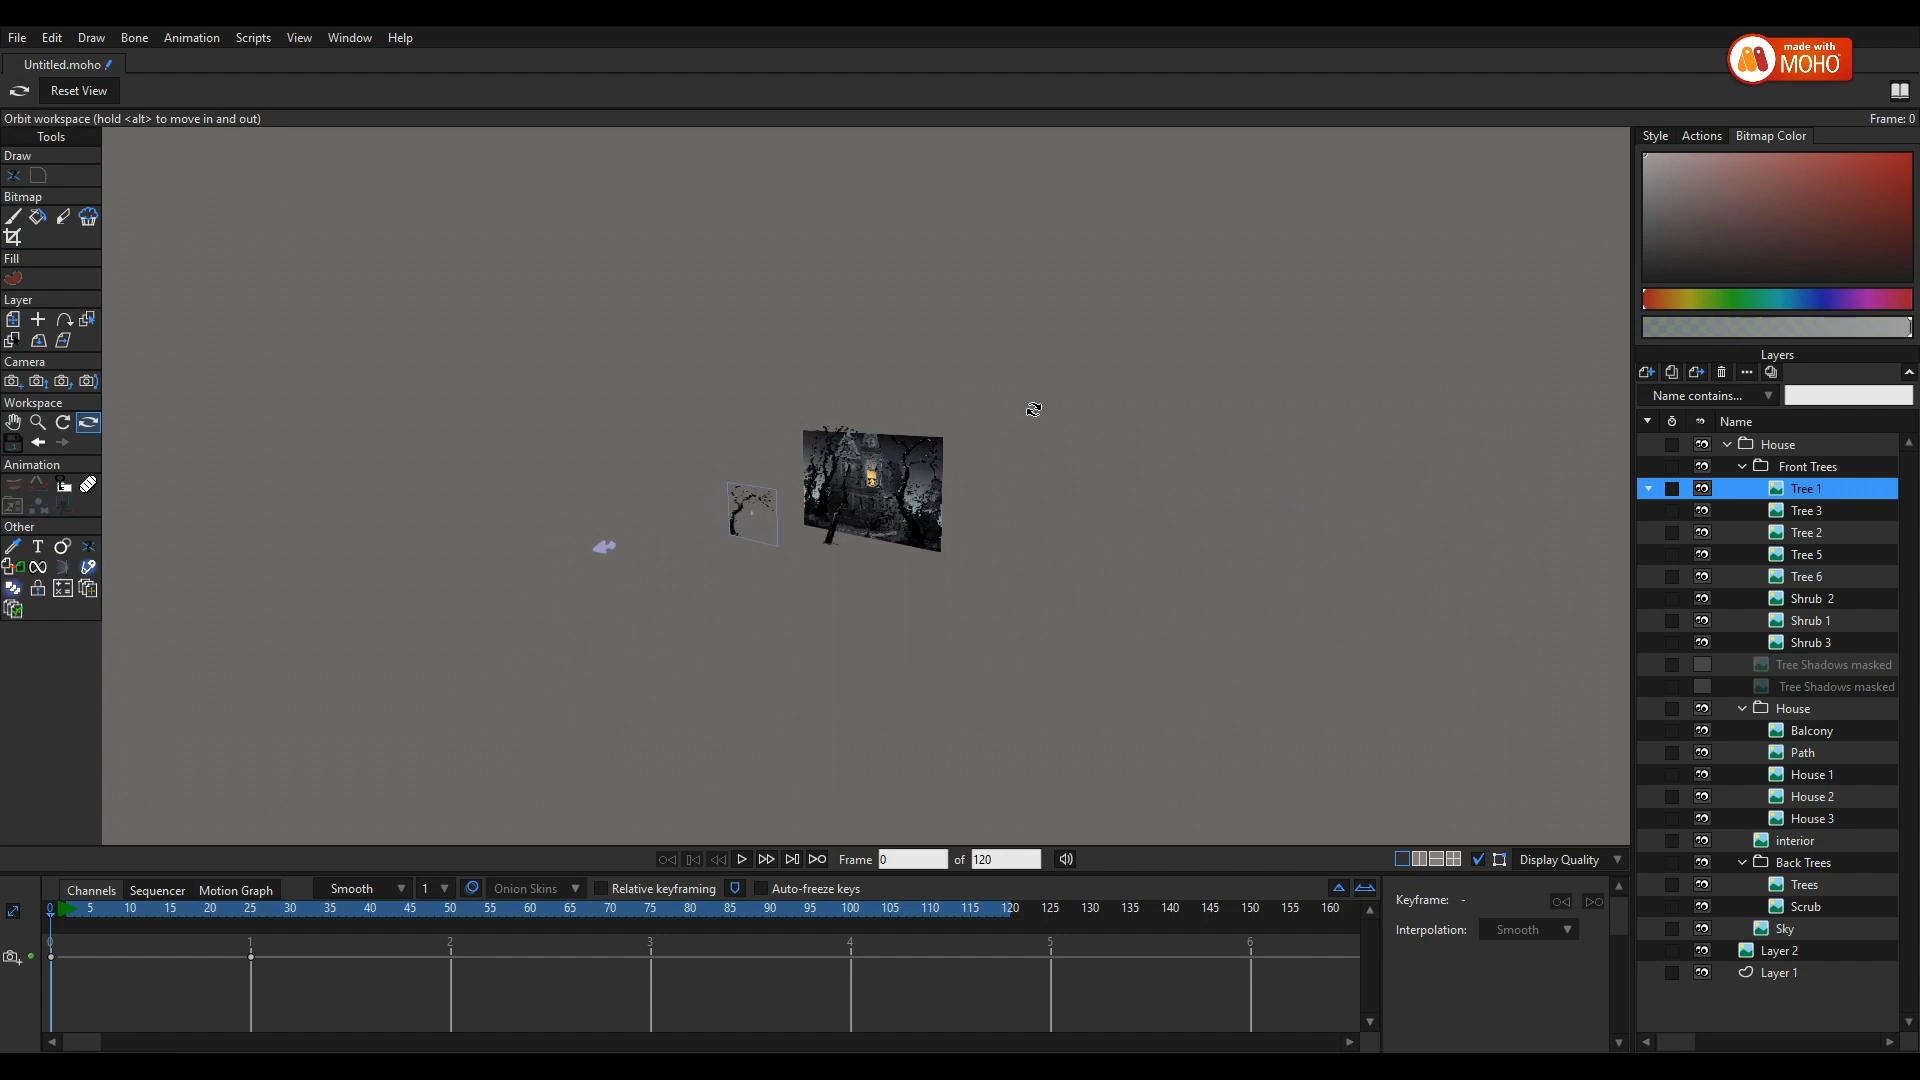 File Edit Draw Bone Animation Scripts View Window Help
made with
MOHO
Untitled.moho
Reset View
Orbit workspace (hold <alt> to move in and out)
Frame: 0
Tools
Draw
Bitmap
Fill
Layer
Camera
Workspace
Animation
Other
Style Actions Bitmap Color
Layers
Name contains...
Name
House
Front Trees
Tree 1
Tree 3
Tree 2
Tree 5
Tree 6
Shrub 2
Shrub 1
Shrub 3
Tree Shadows masked
Tree Shadows masked
House
Balcony
Path
House 1
House 2
House 3
interior
Back Trees
Trees
Scrub
Sky
Layer 2
Layer 1
Frame 0 of 120 Display Quality
Channels Sequencer Motion Graph Smooth 1 Onion Skins Relative keyframing Auto-freeze keys
0 5 10 15 20 25 30 35 40 45 50 55 60 65 70 75 80 85 90 95 100 105 110 115 120 125 130 135 140 145 150 155 160
0 1 2 3 4 5 6
Keyframe: -
Interpolation: Smooth